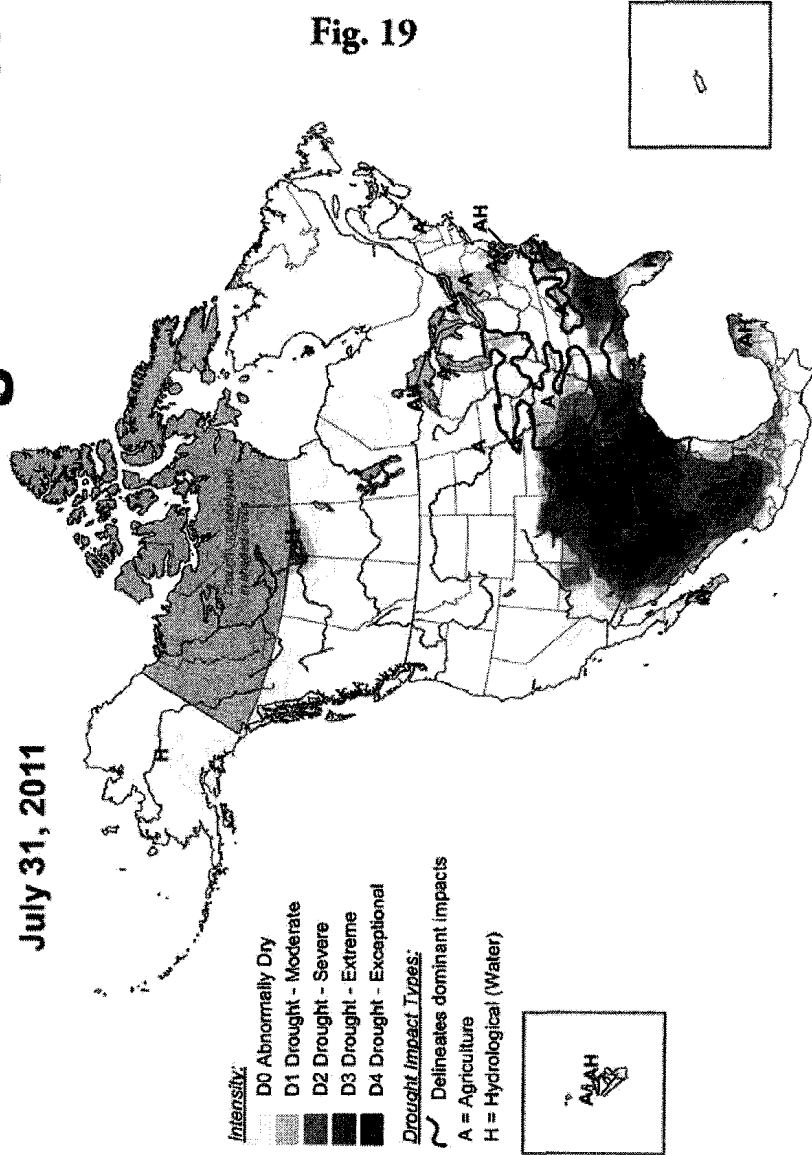 Fig. 19
July 31, 2011
Intensity:
D0 Abnormally Dry
D1 Drought - Moderate
D2 Drought - Severe
D3 Drought - Extreme
D4 Drought - Exceptional
Drought Impact Types:
Delineates dominant impacts
A = Agriculture
H = Hydrological (Water)
H
AH
A
A
A
AH
AH
A
H
AH